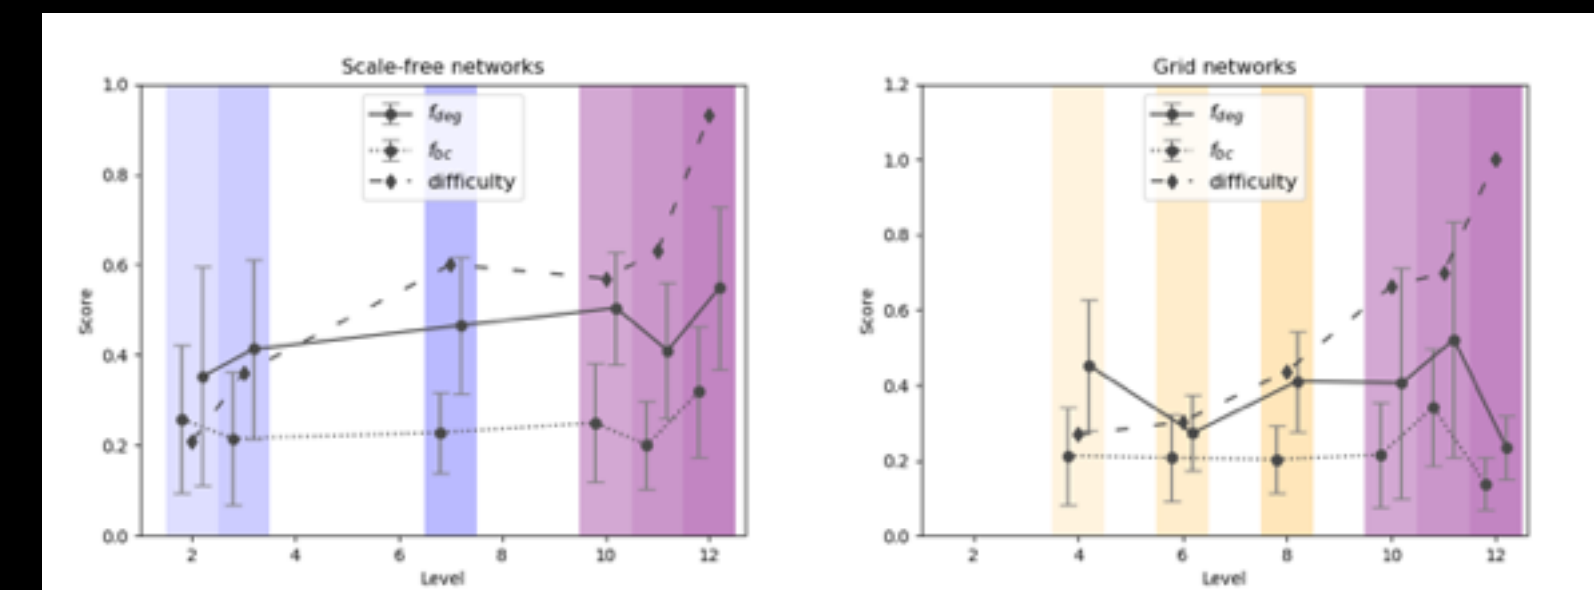 Scale-free networks
1.0
0.8
0.6
0.4
0.2
0.0
Score
f_deg
f_bc
difficulty
2 4 6 8 10 12
Level
Grid networks
1.2
1.0
0.8
0.6
0.4
0.2
0.0
Score
f_deg
f_bc
difficulty
2 4 6 8 10 12
Level